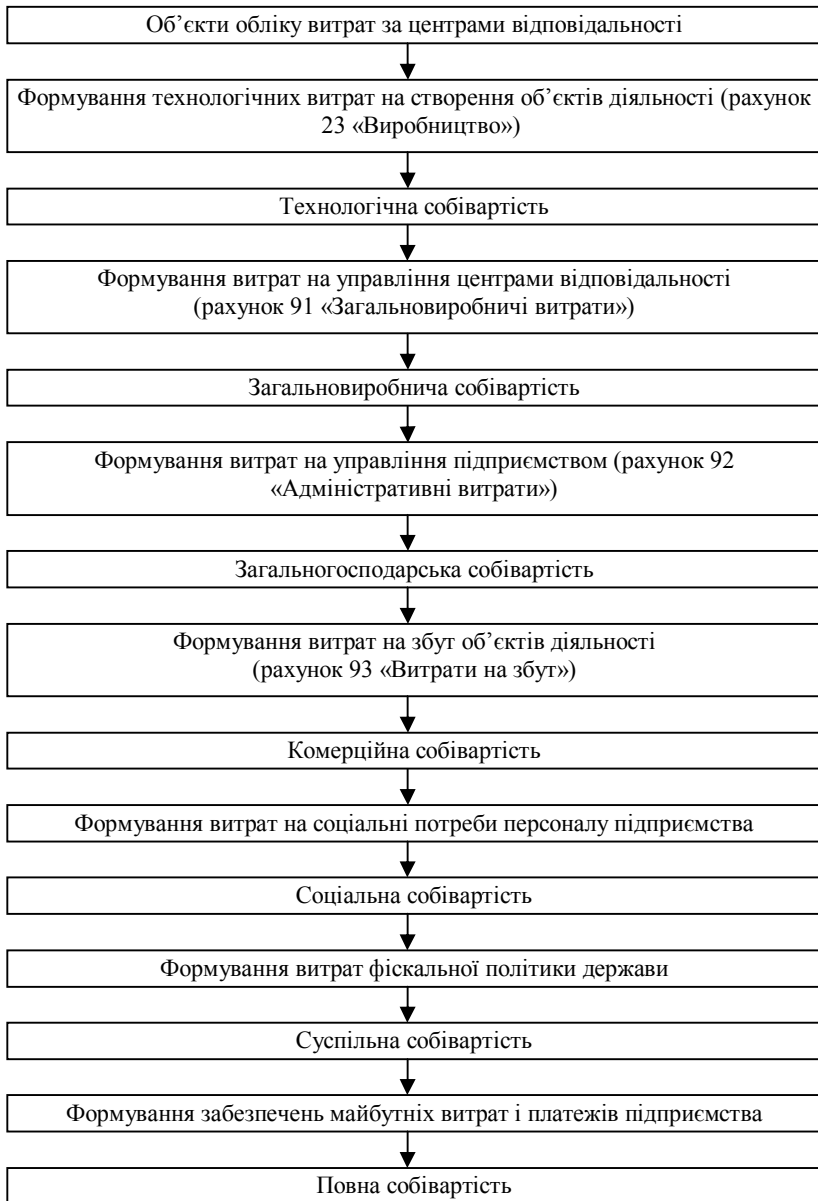 Об’єкти обліку витрат за центрами відповідальності
Формування технологічних витрат на створення об’єктів діяльності (рахунок
23 «Виробництво»)
Технологічна собівартість
Формування витрат на управління центрами відповідальності
(рахунок 91 «Загальновиробничі витрати»)
Загальновиробнича собівартість
Формування витрат на управління підприємством (рахунок 92
«Адміністративні витрати»)
Загальногосподарська собівартість
Формування витрат на збут об’єктів діяльності
(рахунок 93 «Витрати на збут»)
Комерційна собівартість
Формування витрат на соціальні потреби персоналу підприємства
Соціальна собівартість
Формування витрат фіскальної політики держави
Суспільна собівартість
Формування забезпечень майбутніх витрат і платежів підприємства
Повна собівартість